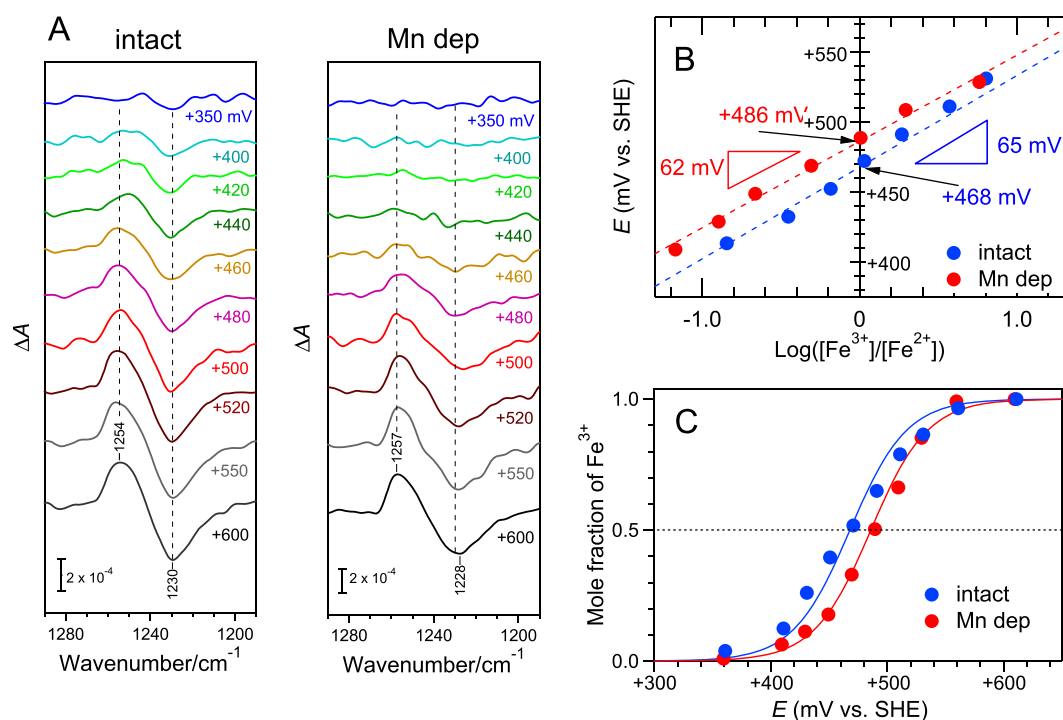 A
intact
Mn dep
+350 mV
+400
+420
+440
+460
+480
+500
+520
+550
+600
1254
1230
2 x 10⁻⁴
ΔA
1280
1240
1200
Wavenumber/cm⁻¹
+350 mV
+400
+420
+440
+460
+480
+500
+520
+550
+600
1257
1228
2 x 10⁻⁴
ΔA
1280
1240
1200
Wavenumber/cm⁻¹
B
E (mV vs. SHE)
+550
+500
+450
+400
+486 mV
62 mV
65 mV
+468 mV
intact
Mn dep
-1.0
0
1.0
Log([Fe³⁺]/[Fe²⁺])
C
Mole fraction of Fe³⁺
1.0
0.5
0.0
intact
Mn dep
+300
+400
+500
+600
E (mV vs. SHE)